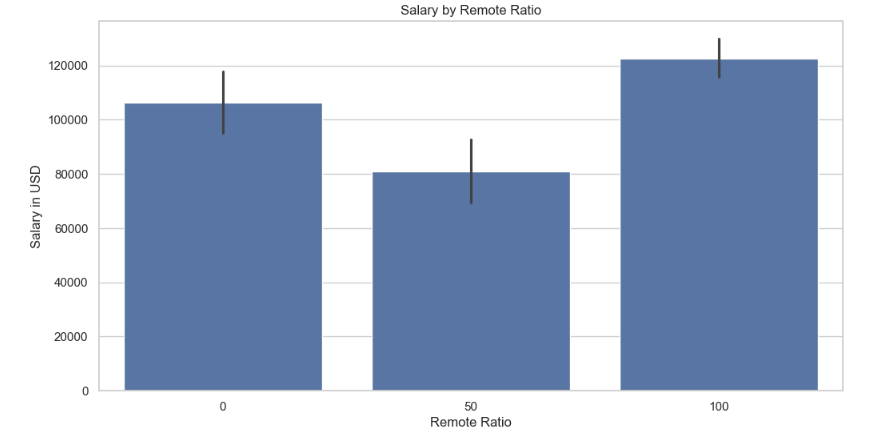 Salary by Remote Ratio
120000
100000
80000
60000
40000
20000
0
Salary in USD
0 50 100
Remote Ratio